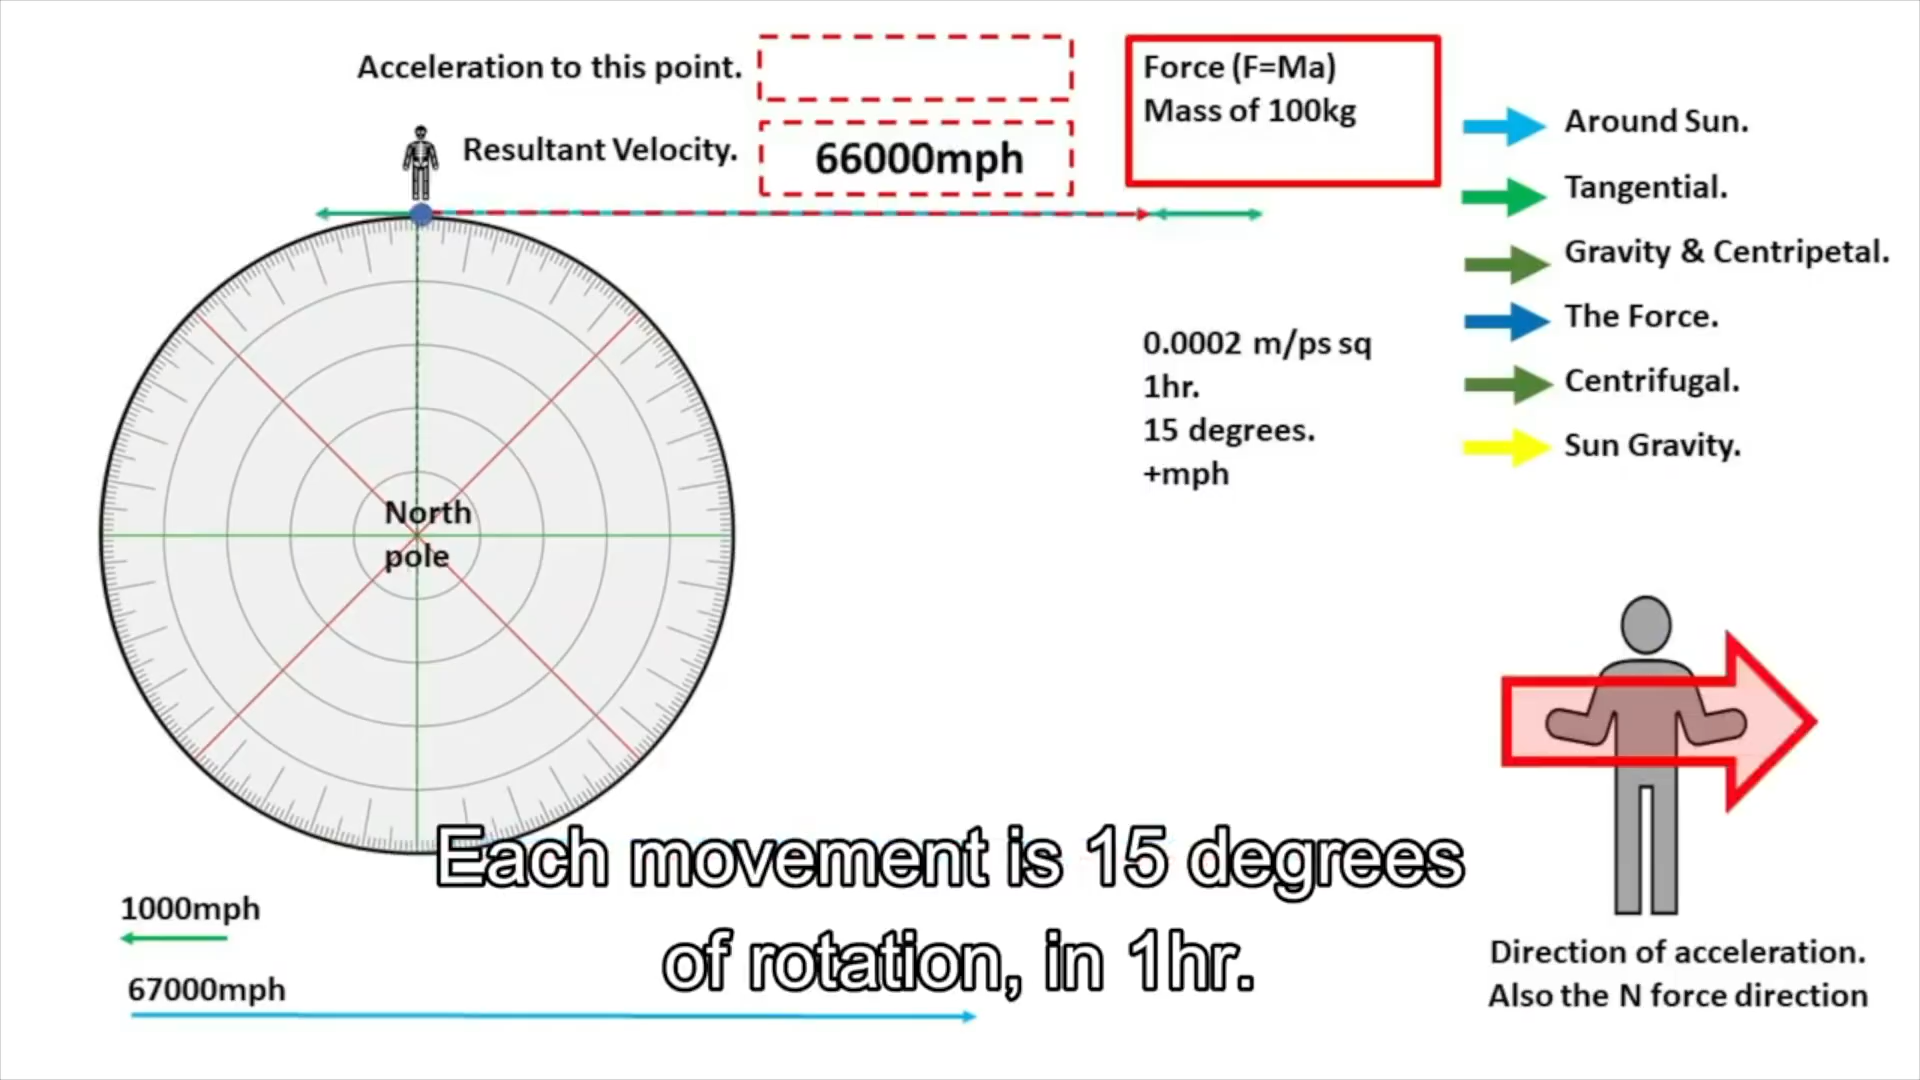 Acceleration to this point.
Resultant Velocity.
66000mph
Force (F=Ma)
Mass of 100kg
Around Sun.
Tangential.
Gravity & Centripetal.
The Force.
Centrifugal.
Sun Gravity.
0.0002 m/ps sq
1hr.
15 degrees.
+mph
North
pole
Each movement is 15 degrees
of rotation, in 1hr.
1000mph
67000mph
Direction of acceleration.
Also the N force direction